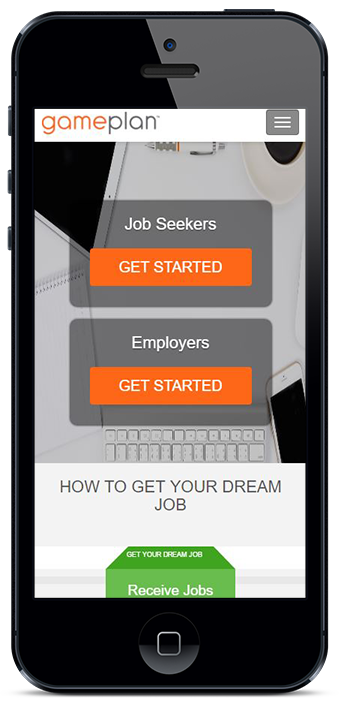 gameplan™
Job Seekers
GET STARTED
Employers
GET STARTED
HOW TO GET YOUR DREAM
JOB
GET YOUR DREAM JOB
Receive Jobs